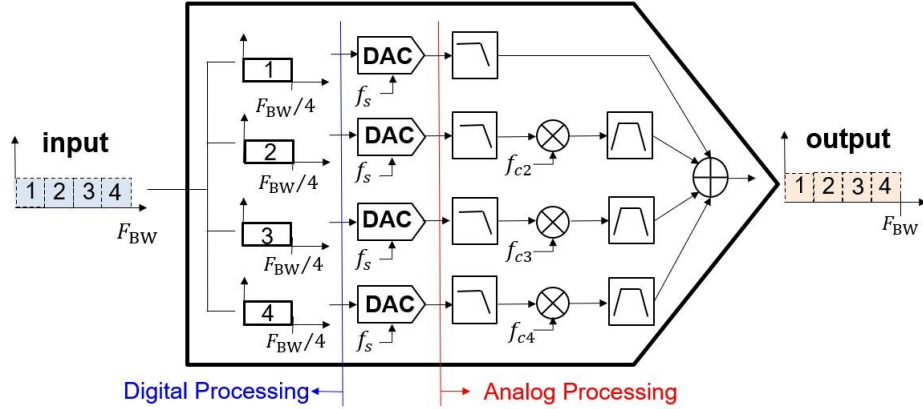 input
1 2 3 4
F_BW
1
F_BW/4
DAC
f_s
2
F_BW/4
DAC
f_s
f_c2
3
F_BW/4
DAC
f_s
f_c3
4
F_BW/4
DAC
f_s
f_c4
output
1 2 3 4
F_BW
Digital Processing
Analog Processing